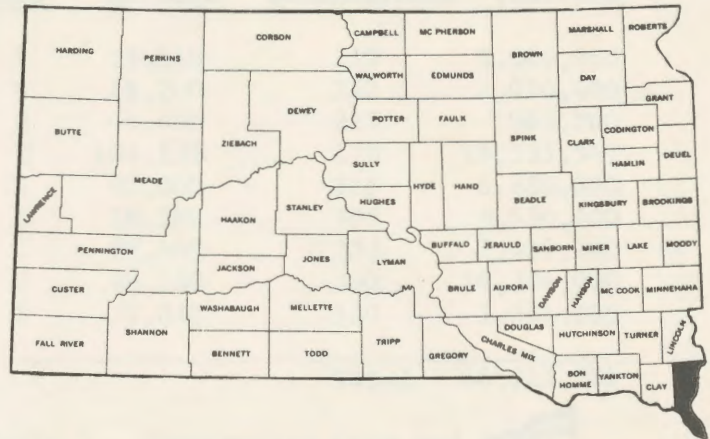 HARDING
PERKINS
CORSON
CAMPBELL
MC PHERSON
BROWN
MARSHALL
ROBERTS
WALWORTH
EDMUNDS
DAY
DEWEY
GRANT
BUTTE
ZIEBACH
POTTER
FAULK
SPINK
CLARK
CODINGTON
MEADE
SULLY
HAMLIN
DEUEL
LAWRENCE
HAAKON
STANLEY
HUGHES
HYDE
HAND
BEADLE
KINGSBURY
BROOKINGS
PENNINGTON
JACKSON
JONES
LYMAN
BUFFALO
JERAULD
SANBORN
MINER
LAKE
MOODY
CUSTER
BRULE
AURORA
DAVISON
HANSON
MC COOK
MINNEHAHA
FALL RIVER
SHANNON
WASHABAUGH
MELLETTE
TRIPP
GREGORY
CHARLES MIX
DOUGLAS
HUTCHINSON
TURNER
LINCOLN
BENNETT
TODD
BON
HOMME
YANKTON
CLAY